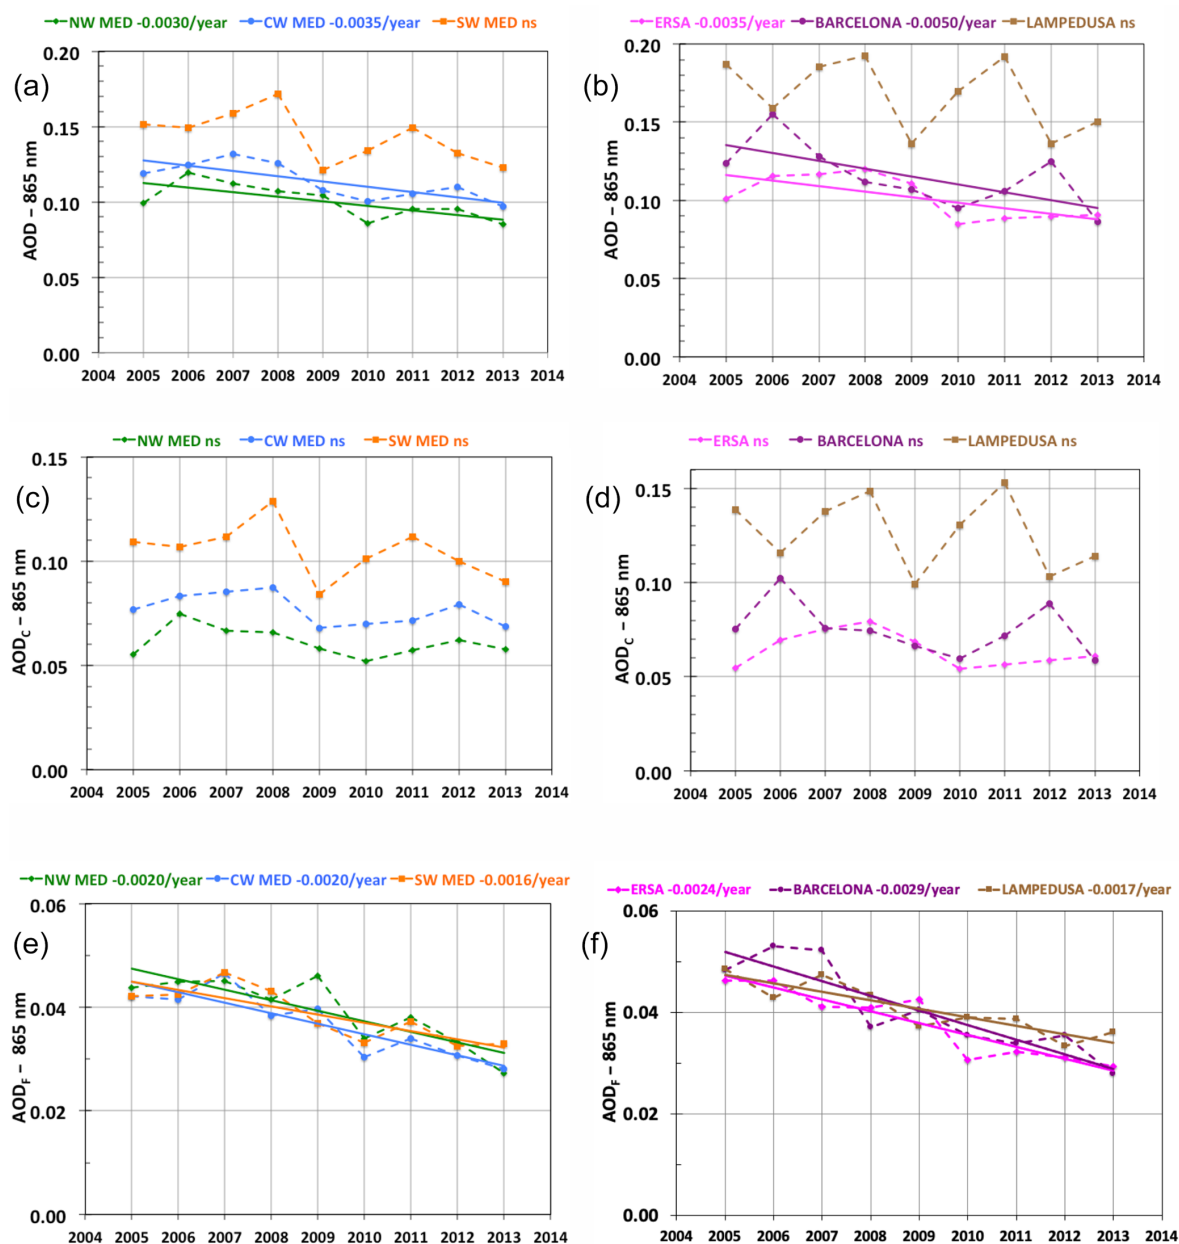 NW MED -0.0030/year CW MED -0.0035/year SW MED ns
(a)
AOD – 865 nm
0.20
0.15
0.10
0.05
0.00
2004 2005 2006 2007 2008 2009 2010 2011 2012 2013 2014
ERSA -0.0035/year BARCELONA -0.0050/year LAMPEDUSA ns
(b)
AOD – 865 nm
0.20
0.15
0.10
0.05
0.00
2004 2005 2006 2007 2008 2009 2010 2011 2012 2013 2014
NW MED ns CW MED ns SW MED ns
(c)
AODC – 865 nm
0.15
0.10
0.05
0.00
2004 2005 2006 2007 2008 2009 2010 2011 2012 2013 2014
ERSA ns BARCELONA ns LAMPEDUSA ns
(d)
AODC – 865 nm
0.15
0.10
0.05
0.00
2004 2005 2006 2007 2008 2009 2010 2011 2012 2013 2014
NW MED -0.0020/year CW MED -0.0020/year SW MED -0.0016/year
(e)
AODF – 865 nm
0.06
0.04
0.02
0.00
2004 2005 2006 2007 2008 2009 2010 2011 2012 2013 2014
ERSA -0.0024/year BARCELONA -0.0029/year LAMPEDUSA -0.0017/year
(f)
AODF – 865 nm
0.06
0.04
0.02
0.00
2004 2005 2006 2007 2008 2009 2010 2011 2012 2013 2014